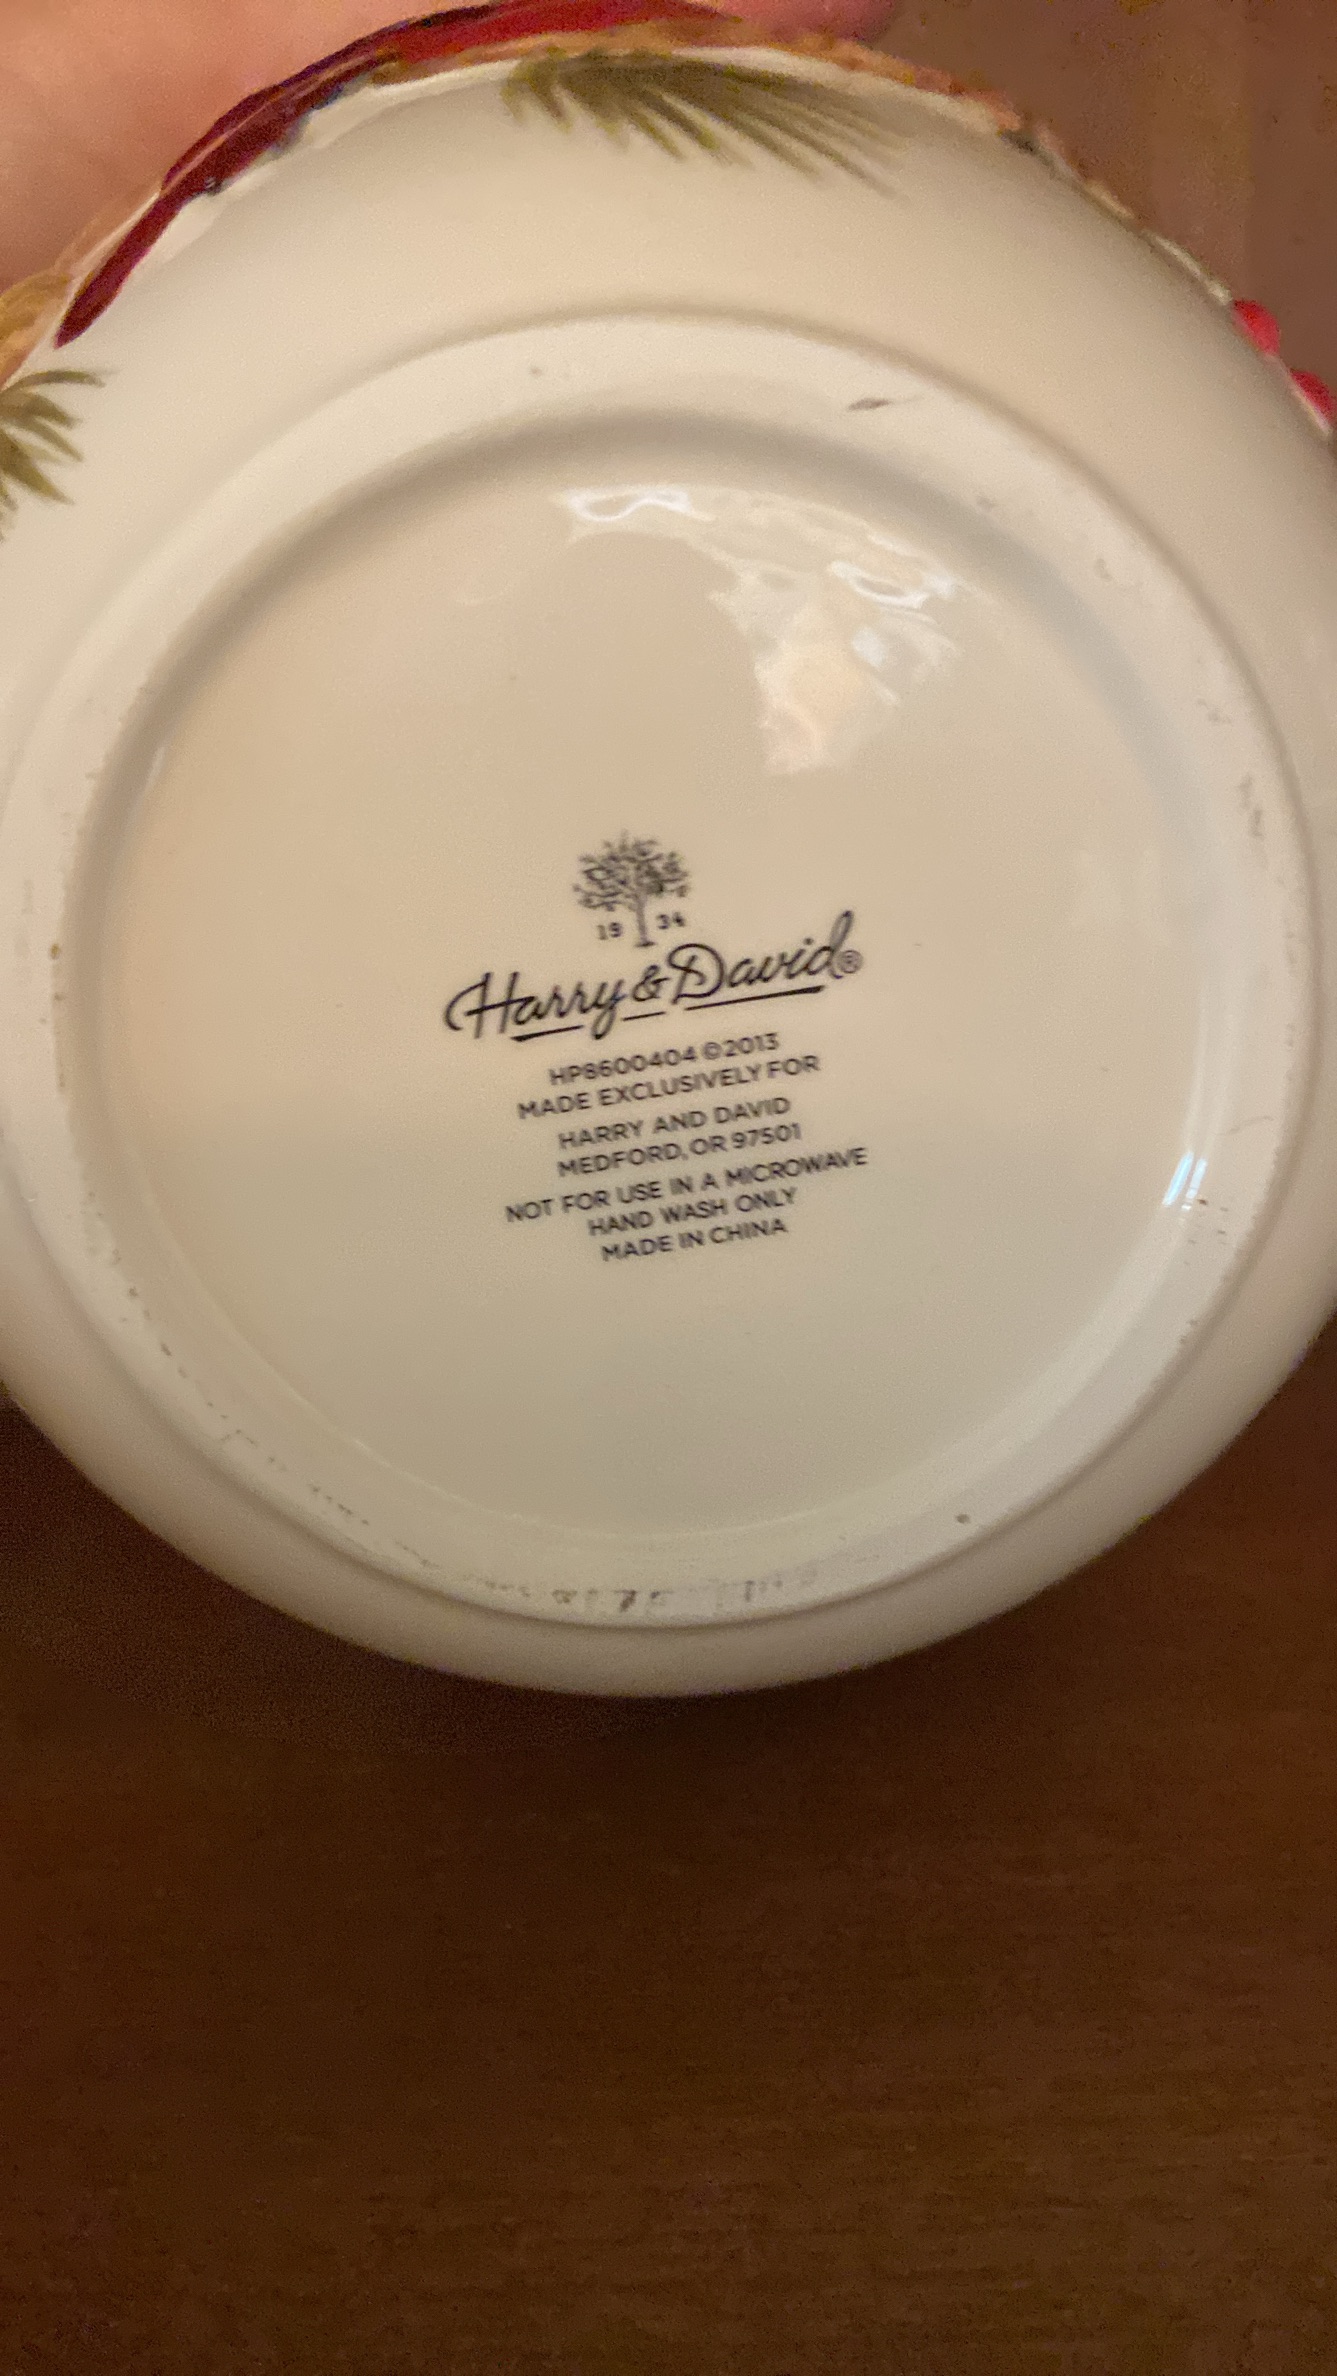 19 34
Harry & David®
HP8600404 ©2013
MADE EXCLUSIVELY FOR
HARRY AND DAVID
MEDFORD, OR 97501
NOT FOR USE IN A MICROWAVE
HAND WASH ONLY
MADE IN CHINA